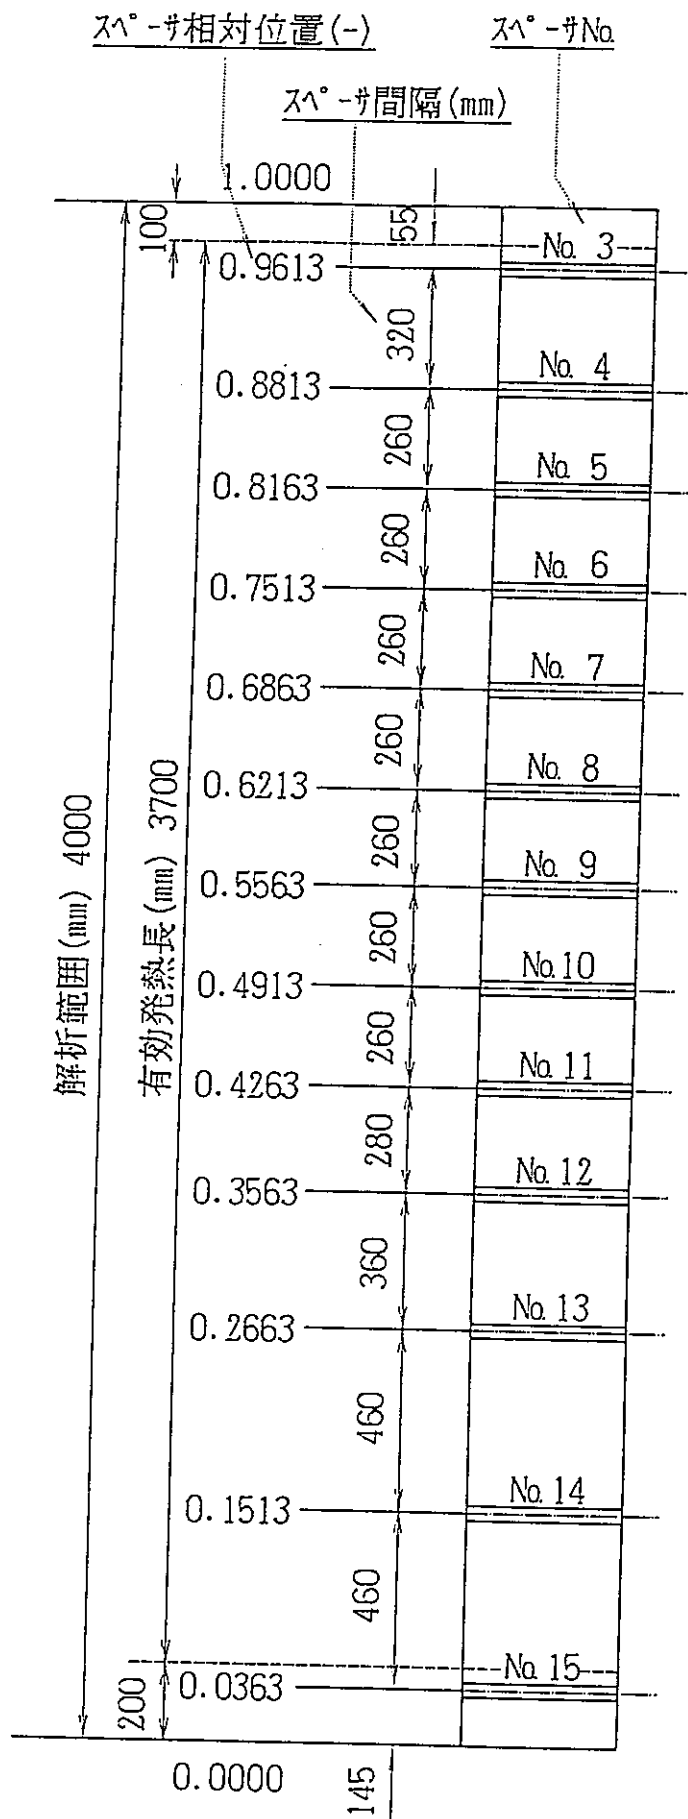 スペーサ相対位置(-)
スペーサNo.
スペーサ間隔(mm)
1.0000
100
55
No. 3
0.9613
320
No. 4
0.8813
260
No. 5
0.8163
260
No. 6
0.7513
260
No. 7
0.6863
260
No. 8
0.6213
260
No. 9
0.5563
260
No. 10
0.4913
260
No. 11
0.4263
280
No. 12
0.3563
360
No. 13
0.2663
460
No. 14
0.1513
460
No. 15
0.0363
200
0.0000
145
解析範囲(mm) 4000
有効発熱長(mm) 3700